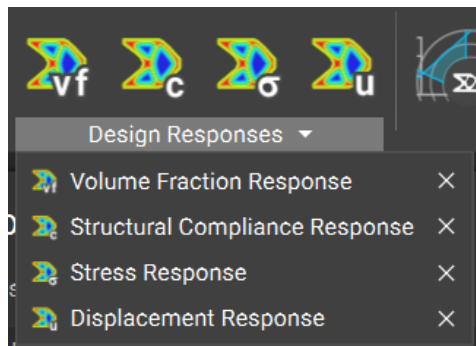 vf c σ u
Design Responses
Volume Fraction Response
Structural Compliance Response
Stress Response
Displacement Response